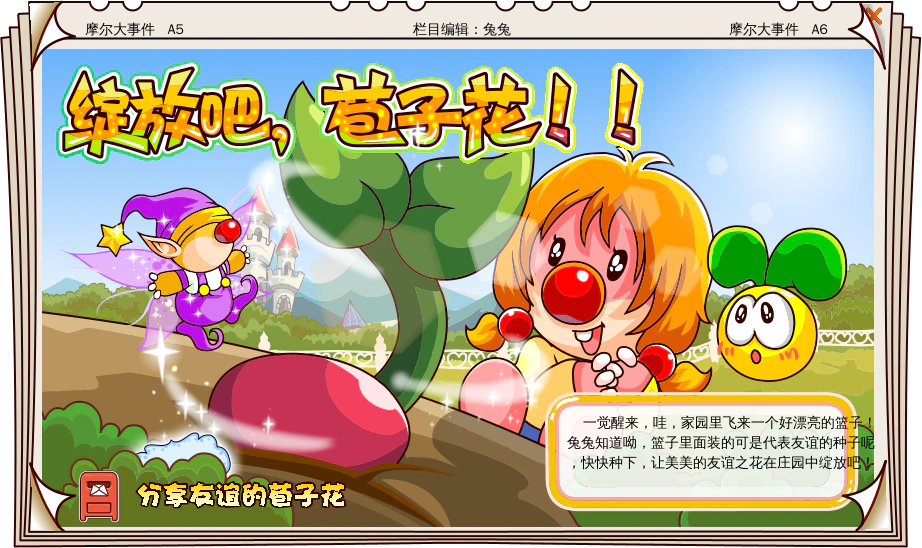 摩尔大事件 A5
栏目编辑：兔兔
摩尔大事件 A6
绽放吧，苞子花！！
一觉醒来，哇，家园里飞来一个好漂亮的篮子！
兔兔知道呦，篮子里面装的可是代表友谊的种子呢
，快快种下，让美美的友谊之花在庄园中绽放吧！
分享友谊的苞子花